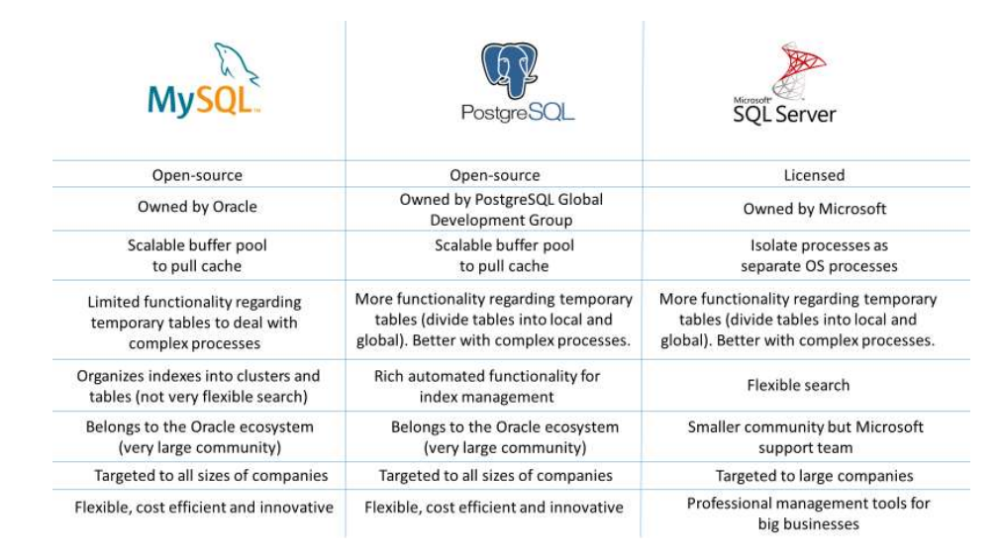 MySQL™
PostgreSQL
Microsoft®
SQL Server
Open-source
Open-source
Licensed
Owned by Oracle
Owned by PostgreSQL Global
Development Group
Owned by Microsoft
Scalable buffer pool
to pull cache
Scalable buffer pool
to pull cache
Isolate processes as
separate OS processes
Limited functionality regarding
temporary tables to deal with
complex processes
More functionality regarding temporary
tables (divide tables into local and
global). Better with complex processes.
More functionality regarding temporary
tables (divide tables into local and
global). Better with complex processes.
Organizes indexes into clusters and
tables (not very flexible search)
Rich automated functionality for
index management
Flexible search
Belongs to the Oracle ecosystem
(very large community)
Belongs to the Oracle ecosystem
(very large community)
Smaller community but Microsoft
support team
Targeted to all sizes of companies
Targeted to all sizes of companies
Targeted to large companies
Flexible, cost efficient and innovative
Flexible, cost efficient and innovative
Professional management tools for
big businesses